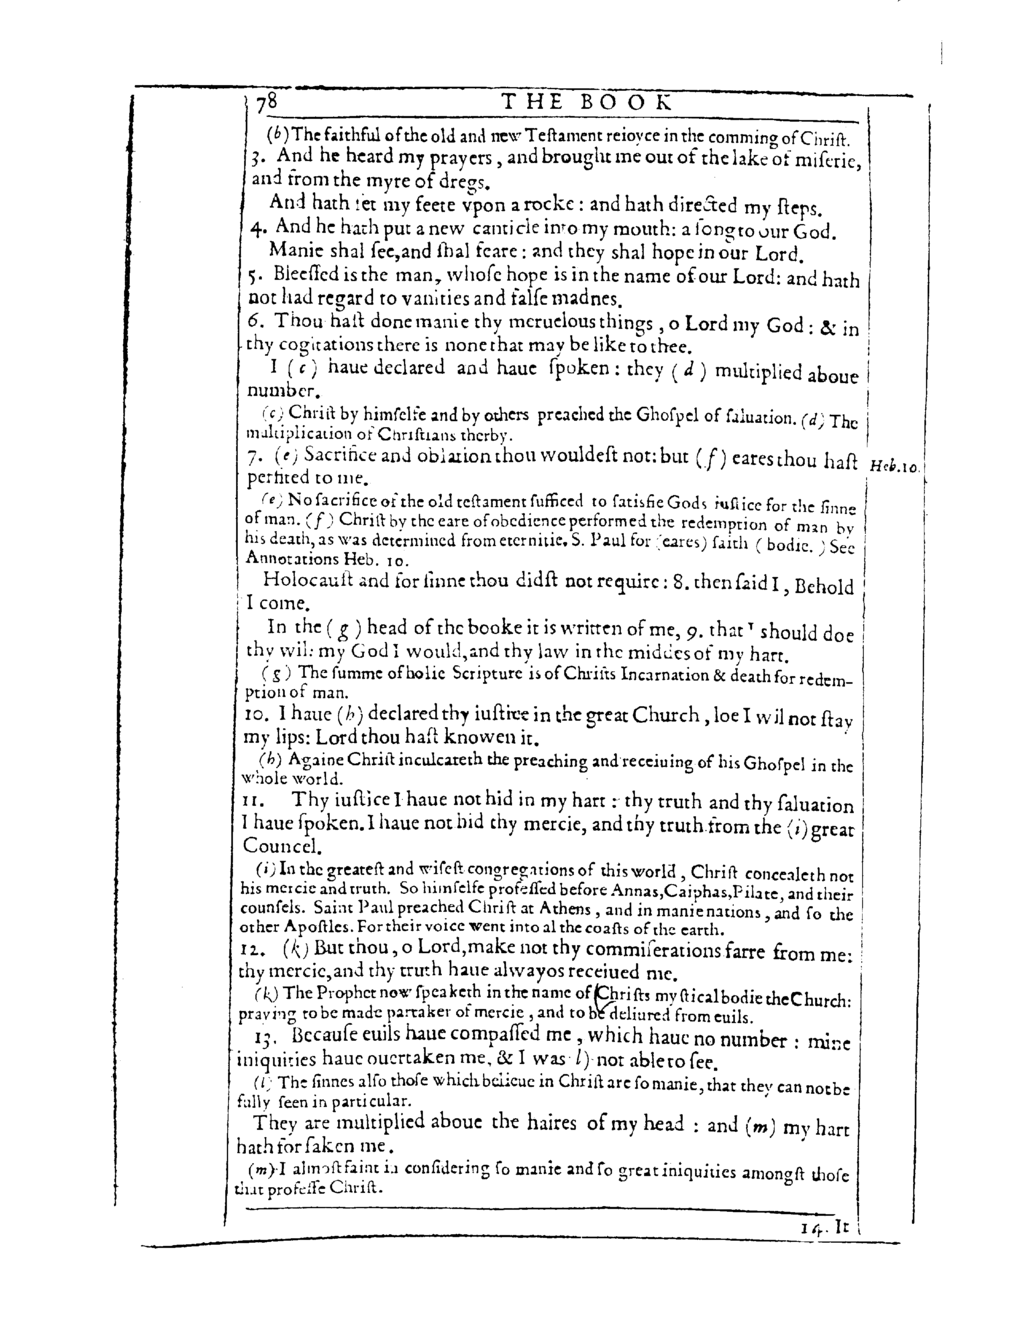 78 THE BOOK
(b) The faithful of the old and new Teſtament reioyce in the comming of Chriſt.
3. And he heard my prayers, and brought me out of the lake of miſerie,
and from the myre of dregs.
And hath ſet my feete vpon a rocke: and hath directed my ſteps.
4. And he hath put a new canticle into my mouth: a ſong to our God.
Manie shal ſee, and ſhal feare: and they shal hope in our Lord.
5. Bleeſſed is the man, whoſe hope is in the name of our Lord: and hath
not had regard to vanities and falſe madnes.
6. Thou haſt done manie thy meruelous things, o Lord my God: & in
thy cogitations there is none that may be like to thee.
I (c) haue declared and haue ſpoken: they (d) multiplied aboue
number.
(c) Chriſt by himſelfe and by others preached the Ghoſpel of ſaluation. (d) The
multiplication of Chriſtians therby.
7. (e) Sacrifice and oblation thou wouldeſt not: but (f) eares thou haſt Heb. 10.
perfited to me.
(e) No ſacrifice of the old teſtament ſufficed to ſatisfie Gods iuſtice for the ſinne
of man. (f) Chriſt by the eare of obedience performed the redemption of man by
his death, as was determined from eternitie. S. Paul for (eares) ſaith (bodie.) See
Annotations Heb. 10.
Holocauſt and for ſinne thou didſt not require: 8. then ſaid I, Behold
I come.
In the (g) head of the booke it is written of me, 9. that I should doe
thy wil: my God I would, and thy law in the middes of my hart.
(g) The ſumme of holie Scripture is of Chriſts Incarnation & death for redem-
ption of man.
10. I haue (h) declared thy iuſtice in the great Church, loe I wil not ſtay
my lips: Lord thou haſt knowen it.
(h) Againe Chriſt inculcateth the preaching and receiuing of his Ghoſpel in the
whole world.
11. Thy iuſtice I haue not hid in my hart: thy truth and thy ſaluation
I haue ſpoken. I haue not hid thy mercie, and thy truth from the (i) great
Councel.
(i) In the greateſt and wiſeſt congregations of this world, Chriſt concealeth not
his mercie and truth. So himſelfe profeſſed before Annas, Caiphas, Pilate, and their
counſels. Saint Paul preached Chriſt at Athens, and in manie nations, and ſo the
other Apoſtles. For their voice went into al the coaſts of the earth.
12. (k) But thou, o Lord, make not thy commiſerations farre from me:
thy mercie, and thy truth haue alwayos receiued me.
(k) The Prophet now ſpeaketh in the name of Chriſts myſtical bodie the Church:
praying to be made partaker of mercie, and to be deliured from euils.
13. Becauſe euils haue compaſſed me, which haue no number: mine
iniquities haue ouertaken me, & I was l) not able to ſee.
(l) The ſinnes alſo thoſe which belieue in Chriſt are ſo manie, that they can not be
fully ſeen in particular.
They are multiplied aboue the haires of my head: and (m) my hart
hath forſaken me.
(m) I almoſt faint in conſidering ſo manie and ſo great iniquities amongſt thoſe
that profeſſe Chriſt.
14. It